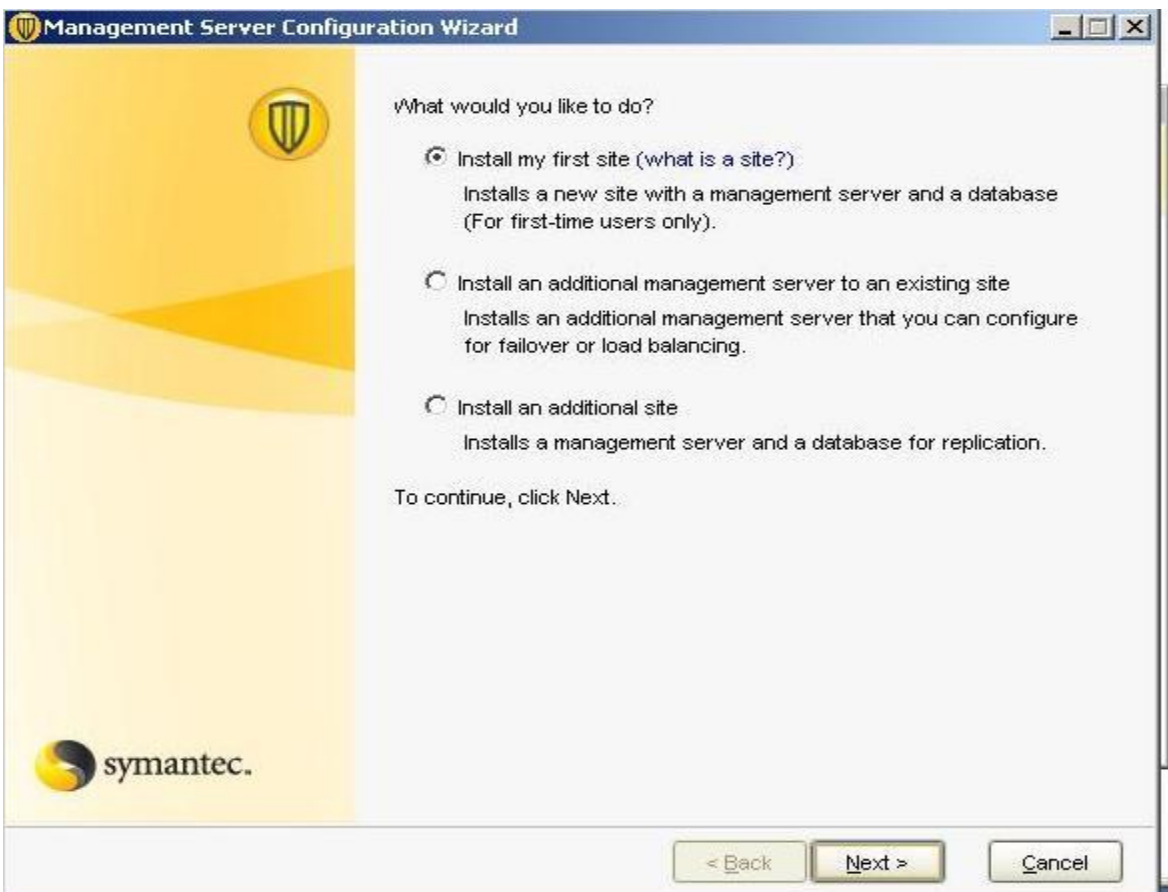 Management Server Configuration Wizard
What would you like to do?
Install my first site (what is a site?)
Installs a new site with a management server and a database
(For first-time users only).
Install an additional management server to an existing site
Installs an additional management server that you can configure
for failover or load balancing.
Install an additional site
Installs a management server and a database for replication.
To continue, click Next.
symantec.
< Back
Next >
Cancel